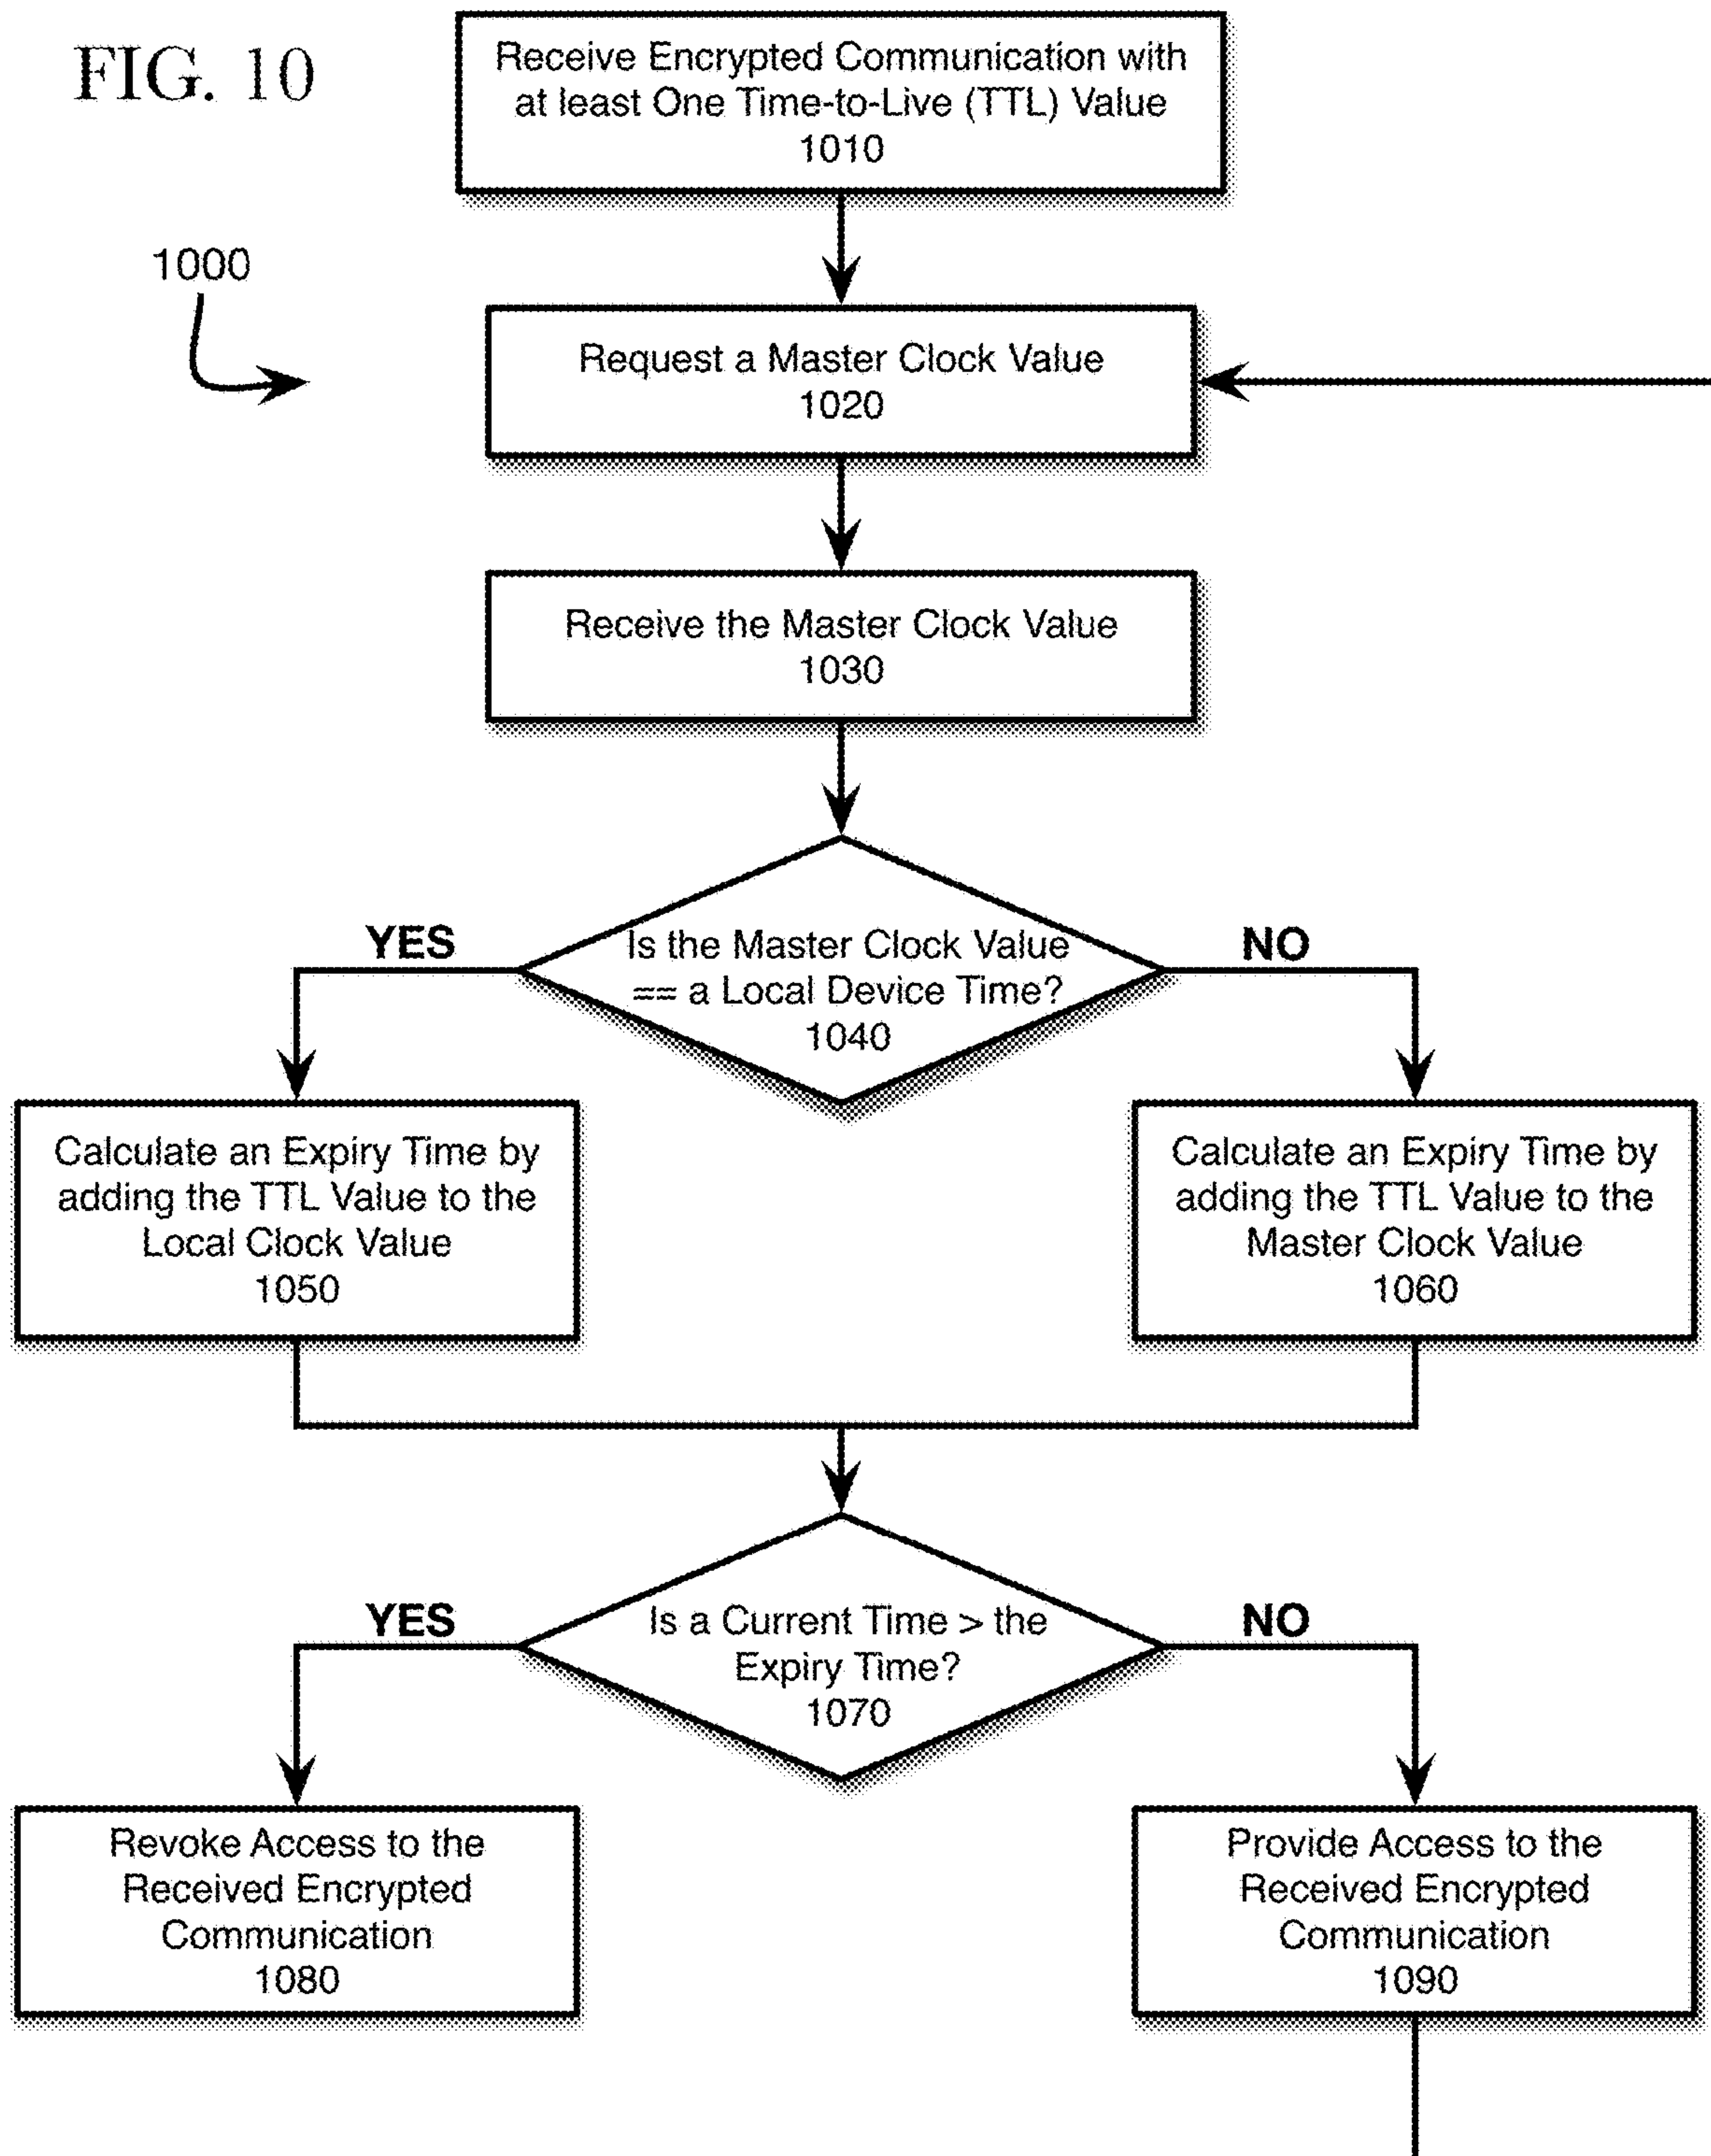 FIG. 10
Receive Encrypted Communication with
at least One Time-to-Live (TTL) Value
1010
1000
Request a Master Clock Value
1020
Receive the Master Clock Value
1030
YES
Is the Master Clock Value
== a Local Device Time?
1040
NO
Calculate an Expiry Time by
adding the TTL Value to the
Local Clock Value
1050
Calculate an Expiry Time by
adding the TTL Value to the
Master Clock Value
1060
YES
Is a Current Time > the
Expiry Time?
1070
NO
Revoke Access to the
Received Encrypted
Communication
1080
Provide Access to the
Received Encrypted
Communication
1090